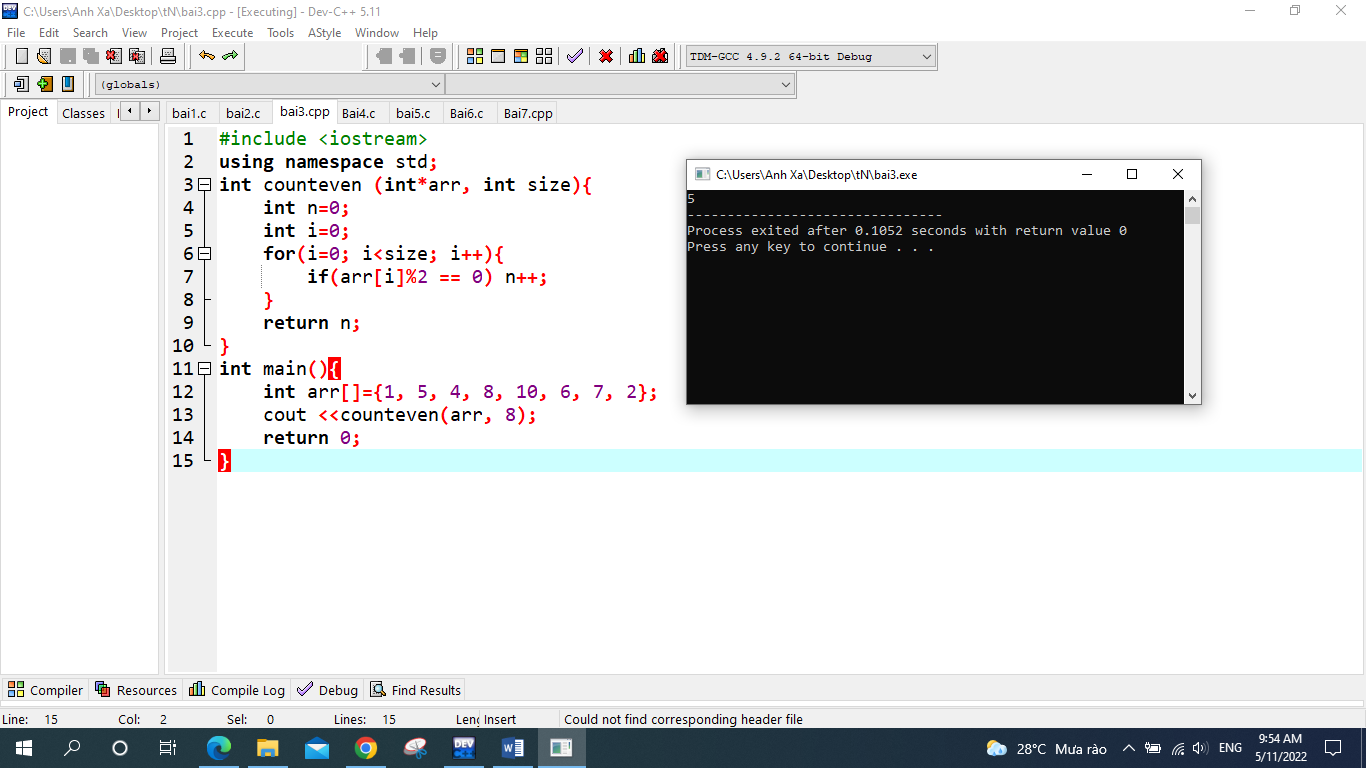 C:\Users\Anh Xa\Desktop\tN\bai3.cpp - [Executing] - Dev-C++ 5.11
File Edit Search View Project Execute Tools AStyle Window Help
TDM-GCC 4.9.2 64-bit Debug
(globals)
Project Classes
bai1.c bai2.c bai3.cpp Bai4.c bai5.c Bai6.c Bai7.cpp
1 #include <iostream>
2 using namespace std;
3 int counteven (int*arr, int size){
4 int n=0;
5 int i=0;
6 for(i=0; i<size; i++){
7 if(arr[i]%2 == 0) n++;
8 }
9 return n;
10 }
11 int main(){
12 int arr[]={1, 5, 4, 8, 10, 6, 7, 2};
13 cout <<counteven(arr, 8);
14 return 0;
15 }
C:\Users\Anh Xa\Desktop\tN\bai3.exe
5
--------------------------------
Process exited after 0.1052 seconds with return value 0
Press any key to continue . . .
Compiler Resources Compile Log Debug Find Results
Line: 15 Col: 2 Sel: 0 Lines: 15 Insert Could not find corresponding header file
DEV
28°C Mưa rào ENG
9:54 AM
5/11/2022